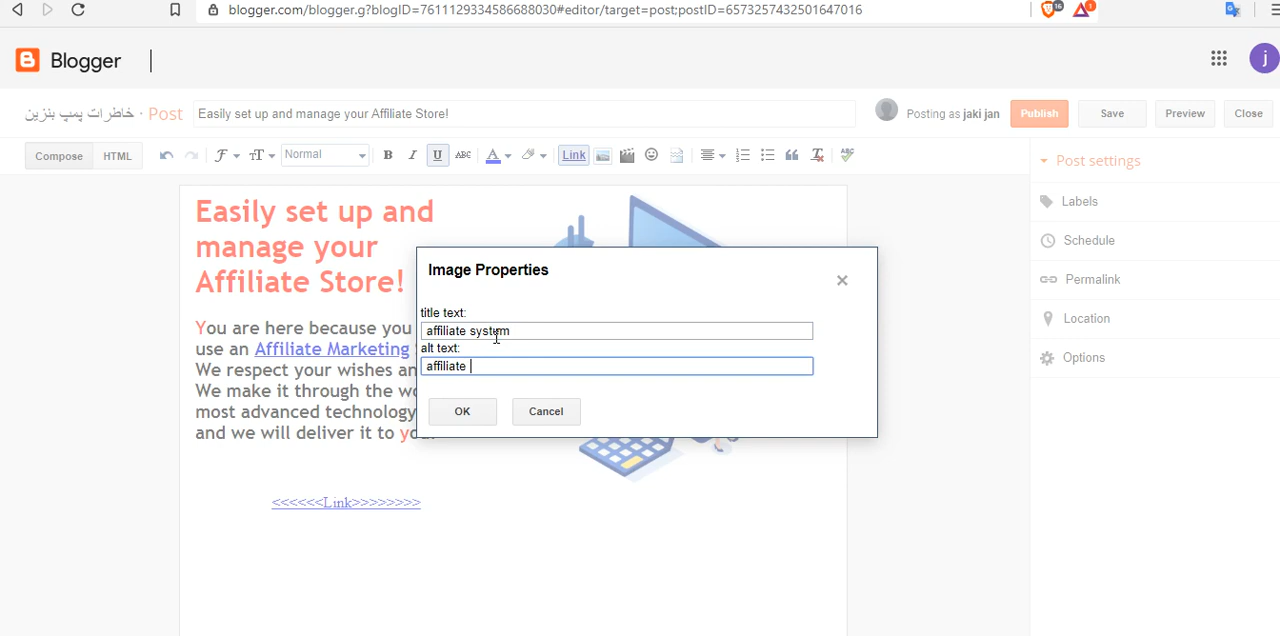 blogger.com/blogger.g?blogID=7611129334586688030#editor/target=post;postID=6573257432501647016
16
1
Blogger
j
خاطرات پمپ بنزین · Post
Easily set up and manage your Affiliate Store!
Posting as jaki jan
Publish
Save
Preview
Close
Compose
HTML
Normal
B I U ABC A
Link
Post settings
Labels
Schedule
Permalink
Location
Options
Easily set up and
manage your
Affiliate Store!
You are here because you
use an Affiliate Marketing
We respect your wishes an
We make it through the wo
most advanced technology
and we will deliver it to
<<<<<<Link>>>>>>>>
Image Properties
title text:
affiliate system
alt text:
affiliate
OK
Cancel